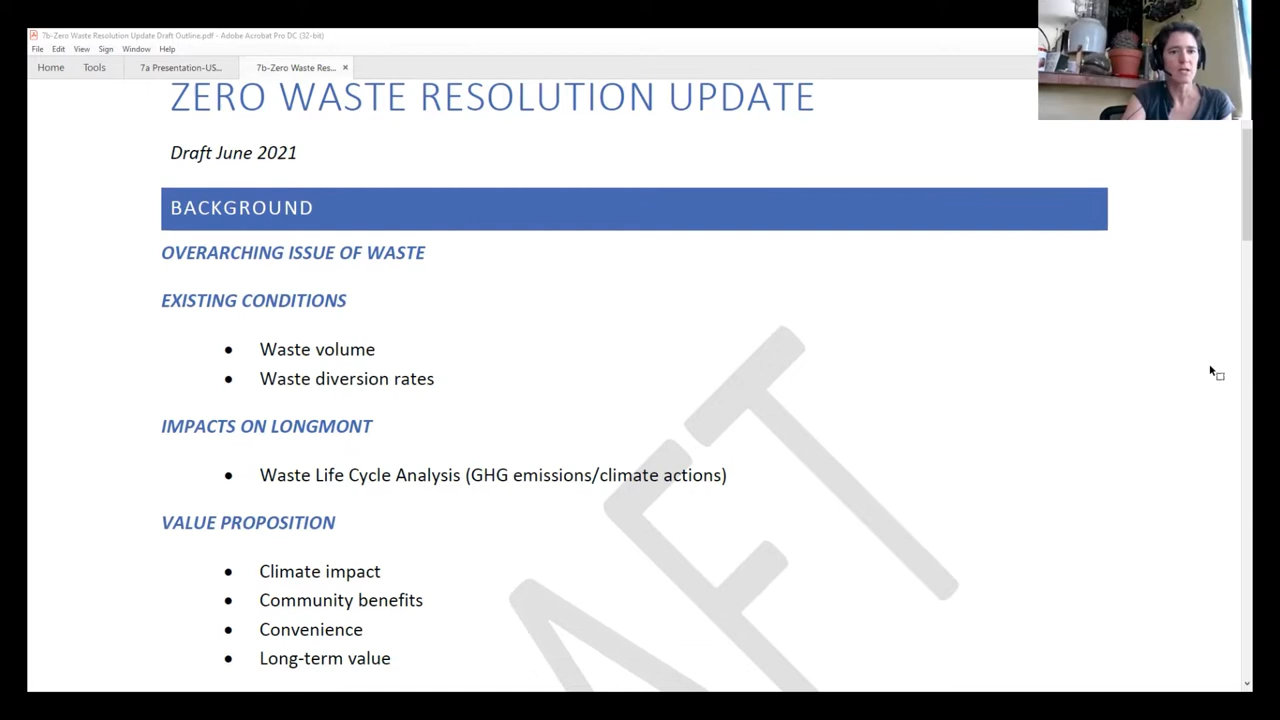 7b-Zero Waste Resolution Update Draft Outline.pdf - Adobe Acrobat Pro DC (32-bit)
File Edit View Sign Window Help
Home Tools 7a Presentation-US... 7b-Zero Waste Res... ×
ZERO WASTE RESOLUTION UPDATE
Draft June 2021
BACKGROUND
OVERARCHING ISSUE OF WASTE
EXISTING CONDITIONS
• Waste volume
• Waste diversion rates
IMPACTS ON LONGMONT
• Waste Life Cycle Analysis (GHG emissions/climate actions)
VALUE PROPOSITION
• Climate impact
• Community benefits
• Convenience
• Long-term value
AFT